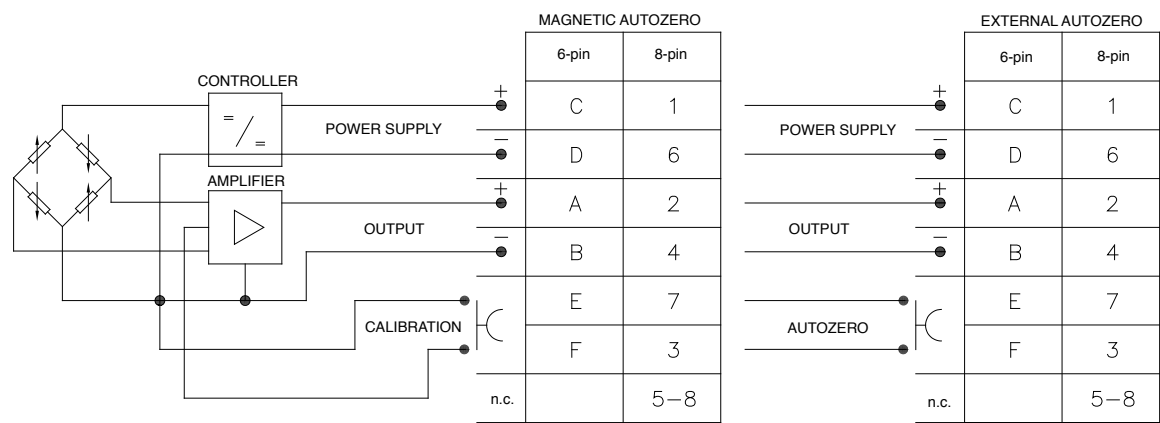 MAGNETIC AUTOZERO
6-pin 8-pin
CONTROLLER
= / =
POWER SUPPLY
+ C 1
− D 6
AMPLIFIER
OUTPUT
+ A 2
− B 4
CALIBRATION
E 7
F 3
n.c. 5−8
EXTERNAL AUTOZERO
6-pin 8-pin
POWER SUPPLY
+ C 1
− D 6
OUTPUT
+ A 2
− B 4
AUTOZERO
E 7
F 3
n.c. 5−8